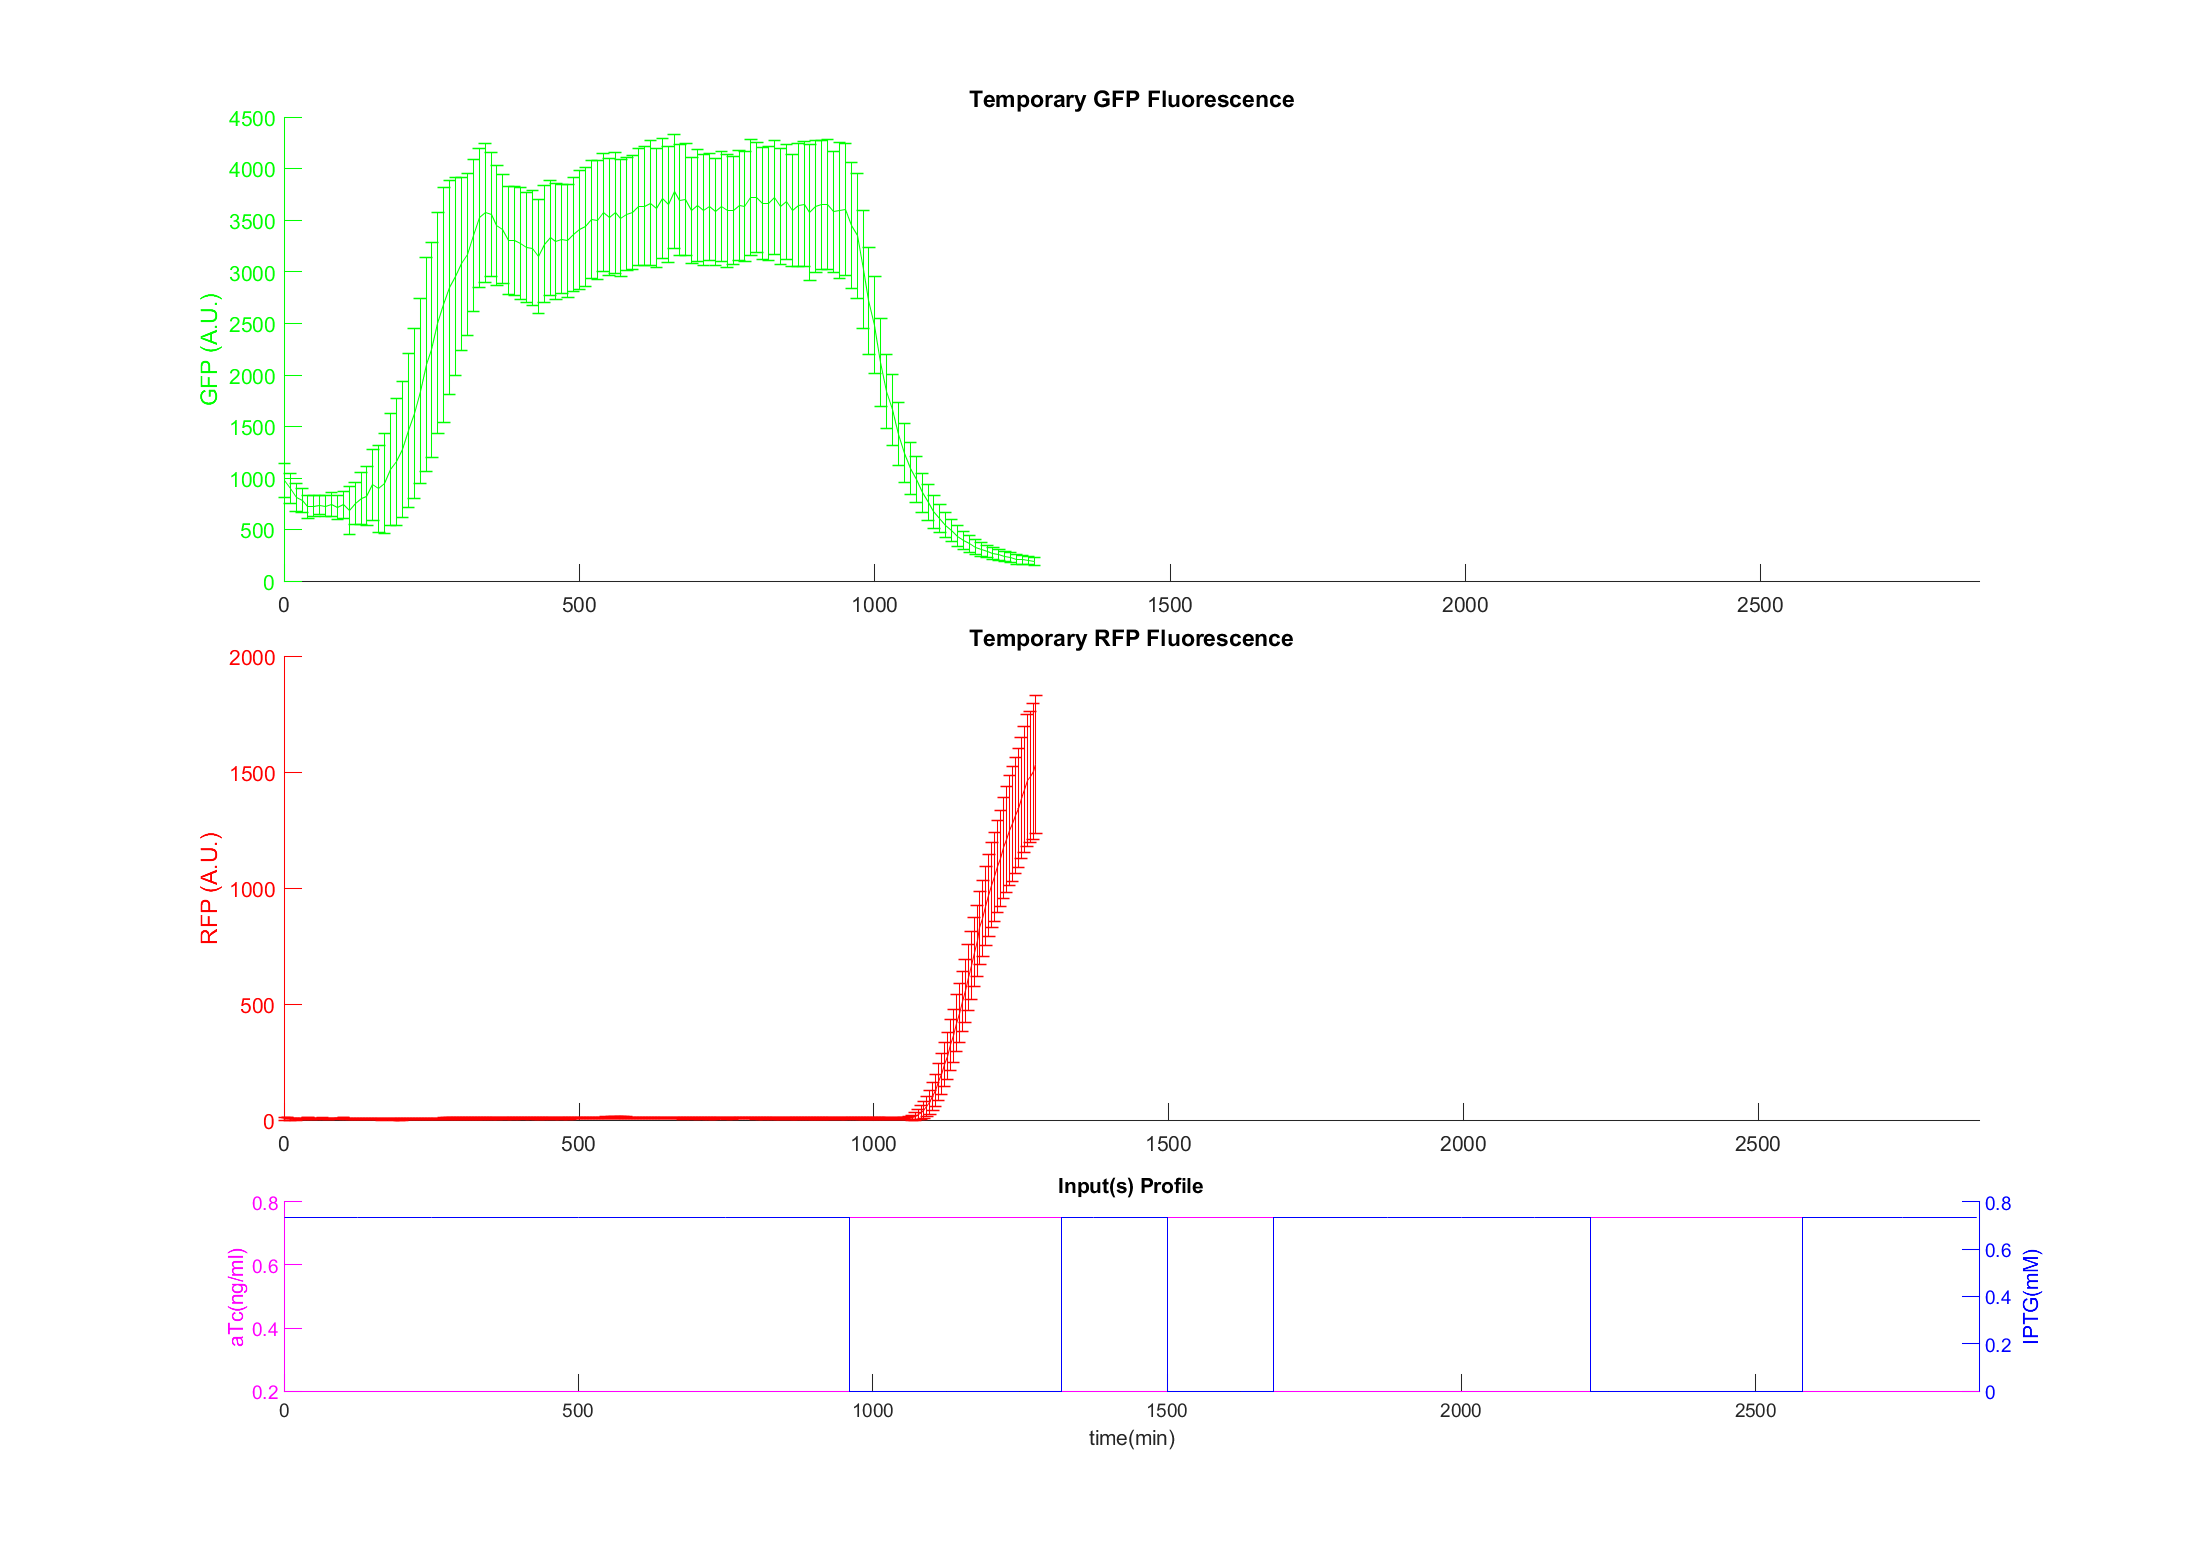 Temporary GFP Fluorescence
4500
4000
3500
3000
2500
2000
1500
1000
500
0
GFP (A.U.)
0 500 1000 1500 2000 2500
Temporary RFP Fluorescence
2000
1500
1000
500
0
RFP (A.U.)
0 500 1000 1500 2000 2500
Input(s) Profile
0.8
0.6
0.4
0.2
aTc(ng/ml)
0.8
0.6
0.4
0.2
0
IPTG(mM)
0 500 1000 1500 2000 2500
time(min)